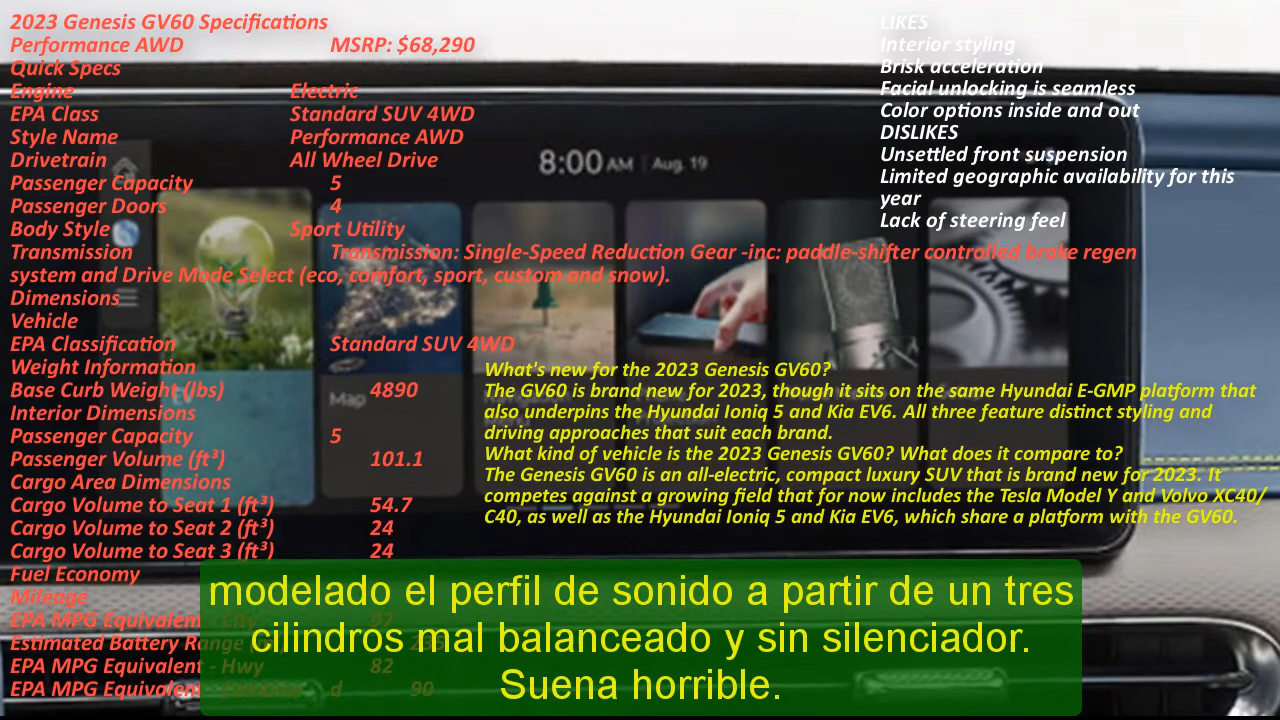 2023 Genesis GV60 Specifications
Performance AWD MSRP: $68,290
Quick Specs
Engine Electric
EPA Class Standard SUV 4WD
Style Name Performance AWD
Drivetrain All Wheel Drive
Passenger Capacity 5
Passenger Doors 4
Body Style Sport Utility
Transmission Transmission: Single-Speed Reduction Gear -inc: paddle-shifter controlled brake regen
system and Drive Mode Select (eco, comfort, sport, custom and snow).
Dimensions
Vehicle
EPA Classification Standard SUV 4WD
Weight Information
Base Curb Weight (lbs) 4890
Interior Dimensions
Passenger Capacity 5
Passenger Volume (ft³) 101.1
Cargo Area Dimensions
Cargo Volume to Seat 1 (ft³) 54.7
Cargo Volume to Seat 2 (ft³) 24
Cargo Volume to Seat 3 (ft³) 24
Fuel Economy
Mileage
EPA MPG Equivalent - City 97
Estimated Battery Range
EPA MPG Equivalent - Hwy 82
EPA MPG Equivalent d 90
LIKES
Interior styling
Brisk acceleration
Facial unlocking is seamless
Color options inside and out
DISLIKES
Unsettled front suspension
Limited geographic availability for this
year
Lack of steering feel
8:00 AM Aug. 19
Map
What's new for the 2023 Genesis GV60?
The GV60 is brand new for 2023, though it sits on the same Hyundai E-GMP platform that
also underpins the Hyundai Ioniq 5 and Kia EV6. All three feature distinct styling and
driving approaches that suit each brand.
What kind of vehicle is the 2023 Genesis GV60? What does it compare to?
The Genesis GV60 is an all-electric, compact luxury SUV that is brand new for 2023. It
competes against a growing field that for now includes the Tesla Model Y and Volvo XC40/
C40, as well as the Hyundai Ioniq 5 and Kia EV6, which share a platform with the GV60.
modelado el perfil de sonido a partir de un tres
cilindros mal balanceado y sin silenciador.
Suena horrible.